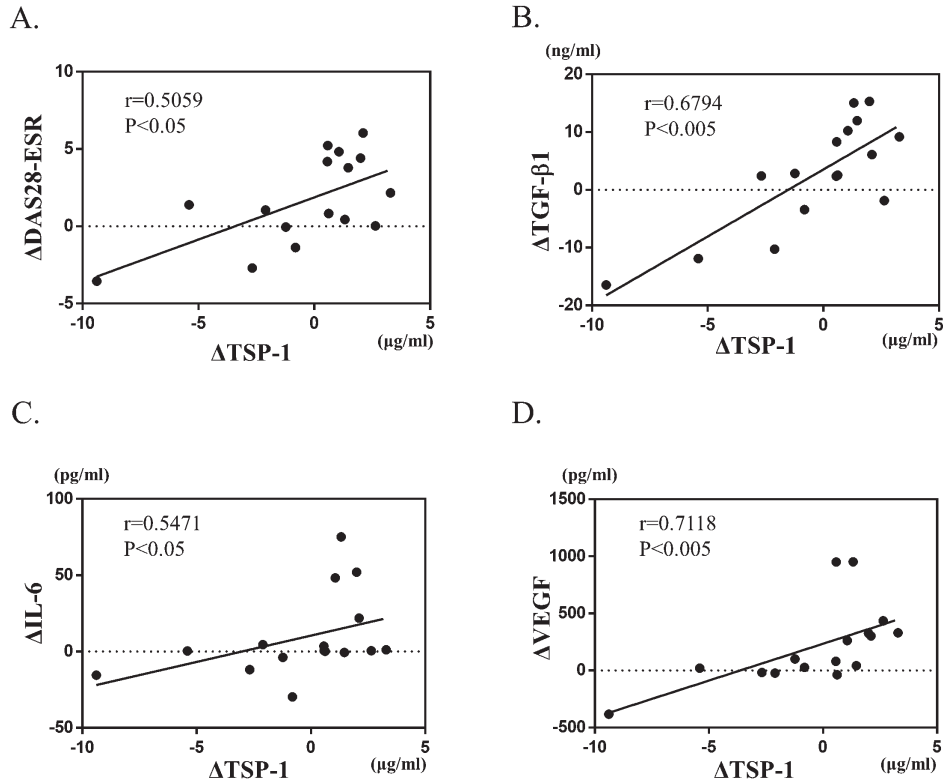 A.
ΔDAS28-ESR
10
5
0
-5
r=0.5059
P<0.05
-10
-5
0
5
ΔTSP-1
(μg/ml)
B.
(ng/ml)
ΔTGF-β1
20
10
0
-10
-20
r=0.6794
P<0.005
-10
-5
0
5
ΔTSP-1
(μg/ml)
C.
(pg/ml)
ΔIL-6
100
50
0
-50
r=0.5471
P<0.05
-10
-5
0
5
ΔTSP-1
(μg/ml)
D.
(pg/ml)
ΔVEGF
1500
1000
500
0
-500
r=0.7118
P<0.005
-10
-5
0
5
ΔTSP-1
(μg/ml)